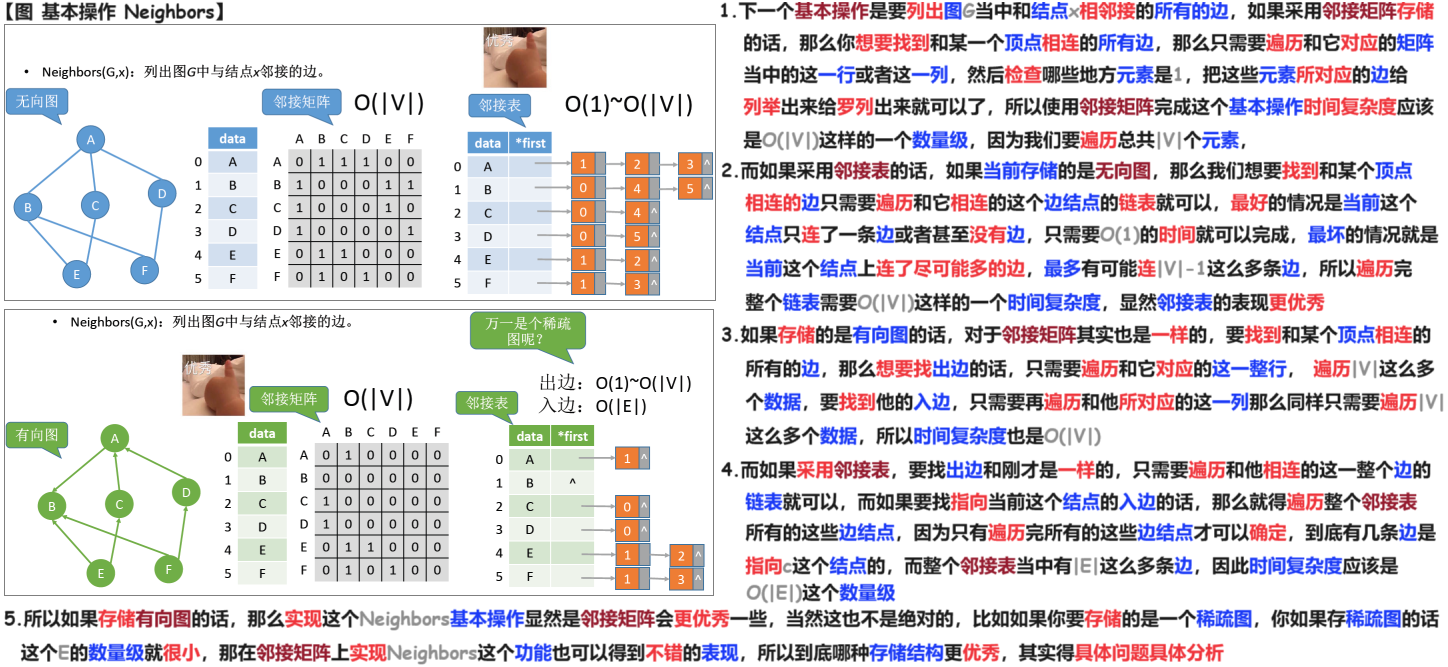 【图 基本操作 Neighbors】
优秀
• Neighbors(G,x)：列出图G中与结点x邻接的边。
无向图
邻接矩阵 O(|V|)
邻接表 O(1)~O(|V|)
A
B
C
D
E
F
data
0 A
1 B
2 C
3 D
4 E
5 F
A B C D E F
A 0 1 1 1 0 0
B 1 0 0 0 1 1
C 1 0 0 0 1 0
D 1 0 0 0 0 1
E 0 1 1 0 0 0
F 0 1 0 1 0 0
data *first
0 A 1 2 3 ^
1 B 0 4 5 ^
2 C 0 4 ^
3 D 0 5 ^
4 E 1 2 ^
5 F 1 3 ^
• Neighbors(G,x)：列出图G中与结点x邻接的边。
万一是个稀疏
图呢？
优秀
邻接矩阵 O(|V|)
出边：O(1)~O(|V|)
入边：O(|E|)
邻接表
有向图
A
B
C
D
E
F
data
0 A
1 B
2 C
3 D
4 E
5 F
A B C D E F
A 0 1 0 0 0 0
B 0 0 0 0 0 0
C 1 0 0 0 0 0
D 1 0 0 0 0 0
E 0 1 1 0 0 0
F 0 1 0 1 0 0
data *first
0 A 1 ^
1 B ^
2 C 0 ^
3 D 0 ^
4 E 1 2 ^
5 F 1 3 ^
1.下一个基本操作是要列出图G当中和结点x相邻接的所有的边，如果采用邻接矩阵存储
的话，那么你想要找到和某一个顶点相连的所有边，那么只需要遍历和它对应的矩阵
当中的这一行或者这一列，然后检查哪些地方元素是1，把这些元素所对应的边给
列举出来给罗列出来就可以了，所以使用邻接矩阵完成这个基本操作时间复杂度应该
是O(|V|)这样的一个数量级，因为我们要遍历总共|V|个元素，
2.而如果采用邻接表的话，如果当前存储的是无向图，那么我们想要找到和某个顶点
相连的边只需要遍历和它相连的这个边结点的链表就可以，最好的情况是当前这个
结点只连了一条边或者甚至没有边，只需要O(1)的时间就可以完成，最坏的情况就是
当前这个结点上连了尽可能多的边，最多有可能连|V|-1这么多条边，所以遍历完
整个链表需要O(|V|)这样的一个时间复杂度，显然邻接表的表现更优秀
3.如果存储的是有向图的话，对于邻接矩阵其实也是一样的，要找到和某个顶点相连的
所有的边，那么想要找出边的话，只需要遍历和它对应的这一整行， 遍历|V|这么多
个数据，要找到他的入边，只需要再遍历和他所对应的这一列那么同样只需要遍历|V|
这么多个数据，所以时间复杂度也是O(|V|)
4.而如果采用邻接表，要找出边和刚才是一样的，只需要遍历和他相连的这一整个边的
链表就可以，而如果要找指向当前这个结点的入边的话，那么就得遍历整个邻接表
所有的这些边结点，因为只有遍历完所有的这些边结点才可以确定，到底有几条边是
指向c这个结点的，而整个邻接表当中有|E|这么多条边，因此时间复杂度应该是
O(|E|)这个数量级
5.所以如果存储有向图的话，那么实现这个Neighbors基本操作显然是邻接矩阵会更优秀一些，当然这也不是绝对的，比如如果你要存储的是一个稀疏图，你如果存稀疏图的话
这个E的数量级就很小，那在邻接矩阵上实现Neighbors这个功能也可以得到不错的表现，所以到底哪种存储结构更优秀，其实得具体问题具体分析